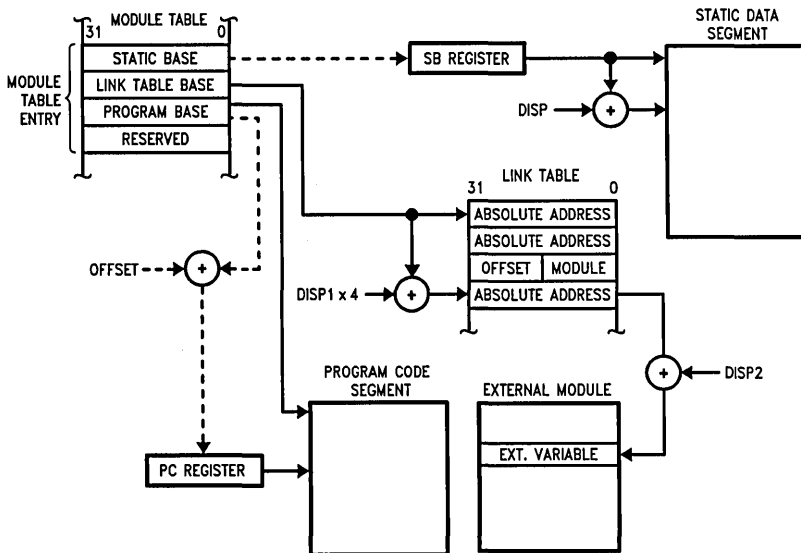 MODULE TABLE
31 0
STATIC BASE
LINK TABLE BASE
PROGRAM BASE
RESERVED
MODULE
TABLE
ENTRY
SB REGISTER
STATIC DATA
SEGMENT
DISP
+
LINK TABLE
31 0
ABSOLUTE ADDRESS
ABSOLUTE ADDRESS
OFFSET MODULE
ABSOLUTE ADDRESS
OFFSET
+
DISP1 x 4
+
+
DISP2
PROGRAM CODE
SEGMENT
EXTERNAL MODULE
EXT. VARIABLE
PC REGISTER